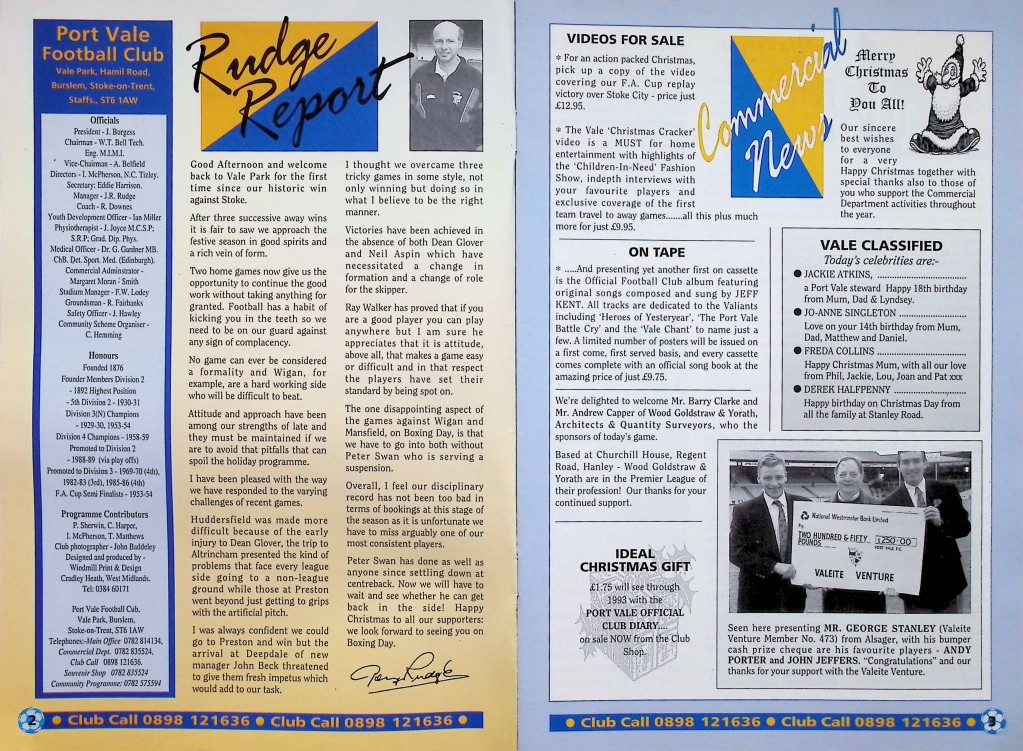 Port Vale
Football Club
Vale Park, Hamil Road,
Burslem, Stoke-on-Trent,
Staffs., ST6 1AW
Officials
President - J. Burgess
Chairman - W.T. Bell Tech.
Eng. M.I.M.I.
Vice-Chairman - A. Belfield
Directors - I. McPherson, N.C. Tizley.
Secretary: Eddie Harrison.
Manager - J.R. Rudge
Coach - R. Downes
Youth Development Officer - Ian Miller
Physiotherapist - J. Joyce M.C.S.P;
S.R.P; Grad. Dip. Phys.
Medical Officer - Dr. G. Gardner MB.
ChB. Det. Sport. Med. (Edinburgh).
Commercial Adminstrator -
Margaret Moran - Smith
Stadium Manager - F.W. Lodey
Groundsman - R. Fairbanks
Safety Officer - J. Hawley
Community Scheme Organiser -
C. Hemming
Honours
Founded 1876
Founder Members Division 2
- 1892 Highest Position
- 5th Division 2 - 1930-31
Division 3(N) Champions
- 1929-30, 1953-54
Division 4 Champions - 1958-59
Promoted to Division 2
- 1988-89 (via play offs)
Promoted to Division 3 - 1969-70 (4th),
1982-83 (3rd), 1985-86 (4th)
F.A. Cup Semi Finalists - 1953-54
Programme Contributors
P. Sherwin, C. Harper,
I. McPherson, T. Matthews
Club photographer - John Baddeley
Designed and produced by -
Windmill Print & Design
Cradley Heath, West Midlands.
Tel: 0384 60171
Port Vale Football Cub,
Vale Park, Burslem,
Stoke-on-Trent, ST6 1AW
Telephones:-Main Office 0782 814134,
Commercial Dept. 0782 835524,
Club Call 0898 121636,
Souvenir Shop 0782 835524
Community Programme: 0782 575594
Rudge
Report
Good Afternoon and welcome
back to Vale Park for the
first time since our historic win
against Stoke.
After three successive away wins
it is fair to saw we approach the
festive season in good spirits and
a rich vein of form.
Two home games now give us the
opportunity to continue the good
work without taking anything for
granted. Football has a habit of
kicking you in the teeth so we
need to be on our guard against
any sign of complacency.
No game can ever be considered
a formality and Wigan, for
example, are a hard working side
who will be difficult to beat.
Attitude and approach have been
among our strengths of late and
they must be maintained if we
are to avoid that pitfalls that can
spoil the holiday programme.
I have been pleased with the way
we have responded to the varying
challenges of recent games.
Huddersfield was made more
difficult because of the early
injury to Dean Glover, the trip to
Altrincham presented the kind of
problems that face every league
side going to a non-league
ground while those at Preston
went beyond just getting to grips
with the artificial pitch.
I was always confident we could
go to Preston and win but the
arrival at Deepdale of new
manager John Beck threatened
to give them fresh impetus which
would add to our task.
I thought we overcame three
tricky games in some style, not
only winning but doing so in
what I believe to be the right
manner.
Victories have been achieved in
the absence of both Dean Glover
and Neil Aspin which have
necessitated a change in
formation and a change of role
for the skipper.
Ray Walker has proved that if you
are a good player you can play
anywhere but I am sure he
appreciates that it is attitude,
above all, that makes a game easy
or difficult and in that respect
the players have set their
standard by being spot on.
The one disappointing aspect of
the games against Wigan and
Mansfield, on Boxing Day, is that
we have to go into both without
Peter Swan who is serving a
suspension.
Overall, I feel our disciplinary
record has not been too bad in
terms of bookings at this stage of
the season as it is unfortunate we
have to miss arguably one of our
most consistent players.
Peter Swan has done as well as
anyone since settling down at
centreback. Now we will have to
wait and see whether he can get
back in the side! Happy
Christmas to all our supporters:
we look forward to seeing you on
Boxing Day.
2 • Club Call 0898 121636 • Club Call 0898 121636 •
VIDEOS FOR SALE
* For an action packed Christmas,
pick up a copy of the video
covering our F.A. Cup replay
victory over Stoke City - price just
£12.95.
* The Vale 'Christmas Cracker'
video is a MUST for home
entertainment with highlights of
the 'Children-In-Need' Fashion
Show, indepth interviews with
your favourite players and
exclusive coverage of the first
team travel to away games.......all this plus much
more for just £9.95.
Commercial
News
Merry
Christmas
To
You All!
Our sincere
best wishes
to everyone
for a very
Happy Christmas together with
special thanks also to those of
you who support the Commercial
Department activities throughout
the year.
ON TAPE
* .....And presenting yet another first on cassette
is the Official Football Club album featuring
original songs composed and sung by JEFF
KENT. All tracks are dedicated to the Valiants
including 'Heroes of Yesteryear', 'The Port Vale
Battle Cry' and the 'Vale Chant' to name just a
few. A limited number of posters will be issued on
a first come, first served basis, and every cassette
comes complete with an official song book at the
amazing price of just £9.75.
We're delighted to welcome Mr. Barry Clarke and
Mr. Andrew Capper of Wood Goldstraw & Yorath,
Architects & Quantity Surveyors, who the
sponsors of today's game.
Based at Churchill House, Regent
Road, Hanley - Wood Goldstraw &
Yorath are in the Premier League of
their profession! Our thanks for your
continued support.
IDEAL
CHRISTMAS GIFT
£1.75 will see through
1993 with the
PORT VALE OFFICIAL
CLUB DIARY....
on sale NOW from the Club
Shop.
VALE CLASSIFIED
Today's celebrities are:-
• JACKIE ATKINS, ...........................
a Port Vale steward Happy 18th birthday
from Mum, Dad & Lyndsey.
• JO-ANNE SINGLETON ...........................
Love on your 14th birthday from Mum,
Dad, Matthew and Daniel.
• FREDA COLLINS ...........................
Happy Christmas Mum, with all our love
from Phil, Jackie, Lou, Joan and Pat xxx
• DEREK HALFPENNY ...........................
Happy birthday on Christmas Day from
all the family at Stanley Road.
National Westminster Bank Limited
TWO HUNDRED & FIFTY
POUNDS
£250-00
PORT VALE F.C.
VALEITE VENTURE
Seen here presenting MR. GEORGE STANLEY (Valeite
Venture Member No. 473) from Alsager, with his bumper
cash prize cheque are his favourite players - ANDY
PORTER and JOHN JEFFERS. "Congratulations" and our
thanks for your support with the Valeite Venture.
• Club Call 0898 121636 • Club Call 0898 121636 • 3